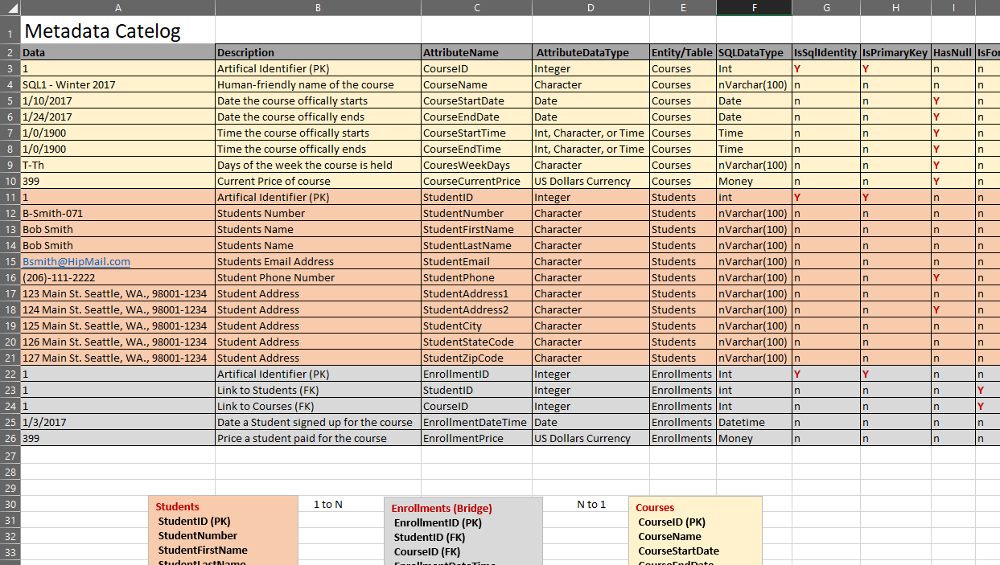 A B C D E F G H I
1 Metadata Catelog
2 Data Description AttributeName AttributeDataType Entity/Table SQLDataType IsSqlIdentity IsPrimaryKey HasNull IsFor
3 1 Artifical Identifier (PK) CourseID Integer Courses Int Y Y n n
4 SQL1 - Winter 2017 Human-friendly name of the course CourseName Character Courses nVarchar(100) n n n n
5 1/10/2017 Date the course offically starts CourseStartDate Date Courses Date n n Y n
6 1/24/2017 Date the course offically ends CourseEndDate Date Courses Date n n Y n
7 1/0/1900 Time the course offically starts CourseStartTime Int, Character, or Time Courses Time n n Y n
8 1/0/1900 Time the course offically ends CourseEndTime Int, Character, or Time Courses Time n n Y n
9 T-Th Days of the week the course is held CouresWeekDays Character Courses nVarchar(100) n n Y n
10 399 Current Price of course CourseCurrentPrice US Dollars Currency Courses Money n n Y n
11 1 Artifical Identifier (PK) StudentID Integer Students int Y Y n n
12 B-Smith-071 Students Number StudentNumber Character Students nVarchar(100) n n n n
13 Bob Smith Students Name StudentFirstName Character Students nVarchar(100) n n n n
14 Bob Smith Students Name StudentLastName Character Students nVarchar(100) n n n n
15 Bsmith@HipMail.com Students Email Address StudentEmail Character Students nVarchar(100) n n n n
16 (206)-111-2222 Student Phone Number StudentPhone Character Students nVarchar(100) n n Y n
17 123 Main St. Seattle, WA., 98001-1234 Student Address StudentAddress1 Character Students nVarchar(100) n n n n
18 124 Main St. Seattle, WA., 98001-1234 Student Address StudentAddress2 Character Students nVarchar(100) n n Y n
19 125 Main St. Seattle, WA., 98001-1234 Student Address StudentCity Character Students nVarchar(100) n n n n
20 126 Main St. Seattle, WA., 98001-1234 Student Address StudentStateCode Character Students nVarchar(100) n n n n
21 127 Main St. Seattle, WA., 98001-1234 Student Address StudentZipCode Character Students nVarchar(100) n n n n
22 1 Artifical Identifier (PK) EnrollmentID Integer Enrollments Int Y Y n n
23 1 Link to Students (FK) StudentID Integer Enrollments int n n n Y
24 1 Link to Courses (FK) CourseID Integer Enrollments Int n n n Y
25 1/3/2017 Date a Student signed up for the course EnrollmentDateTime Date Enrollments Datetime n n n n
26 399 Price a student paid for the course EnrollmentPrice US Dollars Currency Enrollments Money n n n n
27
28
29
30 Students 1 to N Enrollments (Bridge) N to 1 Courses
31 StudentID (PK) EnrollmentID (PK) CourseID (PK)
32 StudentNumber StudentID (FK) CourseName
33 StudentFirstName CourseID (FK) CourseStartDate
StudentLastName EnrollmentDateTime CourseEndDate